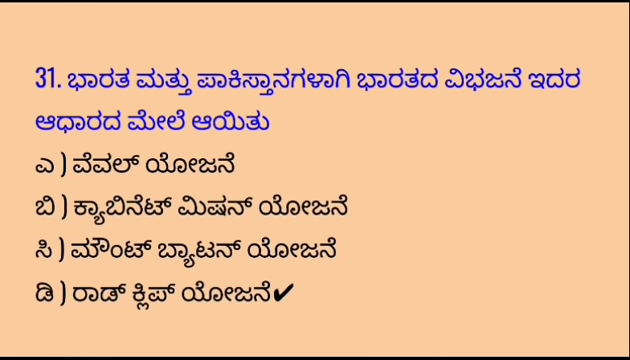 31. ಭಾರತ ಮತ್ತು ಪಾಕಿಸ್ತಾನಗಳಾಗಿ ಭಾರತದ ವಿಭಜನೆ ಇದರ
ಆಧಾರದ ಮೇಲೆ ಆಯಿತು
ಎ ) ವೆವಲ್ ಯೋಜನೆ
ಬಿ ) ಕ್ಯಾಬಿನೆಟ್ ಮಿಷನ್ ಯೋಜನೆ
ಸಿ ) ಮೌಂಟ್ ಬ್ಯಾಟನ್ ಯೋಜನೆ
ಡಿ ) ರಾಡ್ ಕ್ಲಿಪ್ ಯೋಜನೆ✔